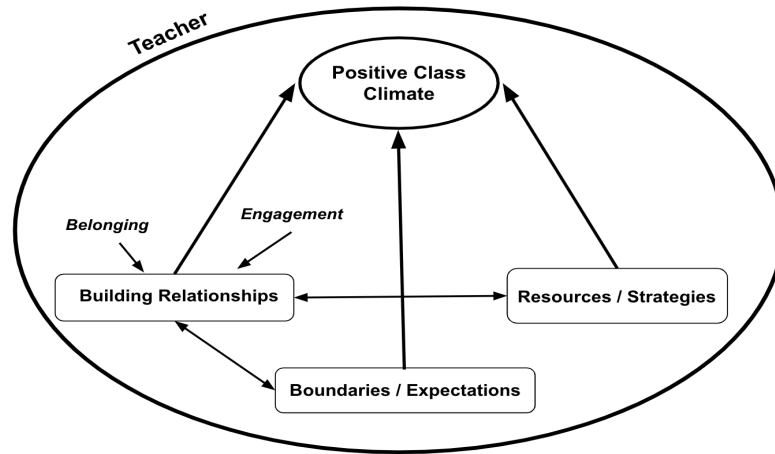 Teacher
Positive Class
Climate
Belonging
Engagement
Building Relationships
Resources / Strategies
Boundaries / Expectations